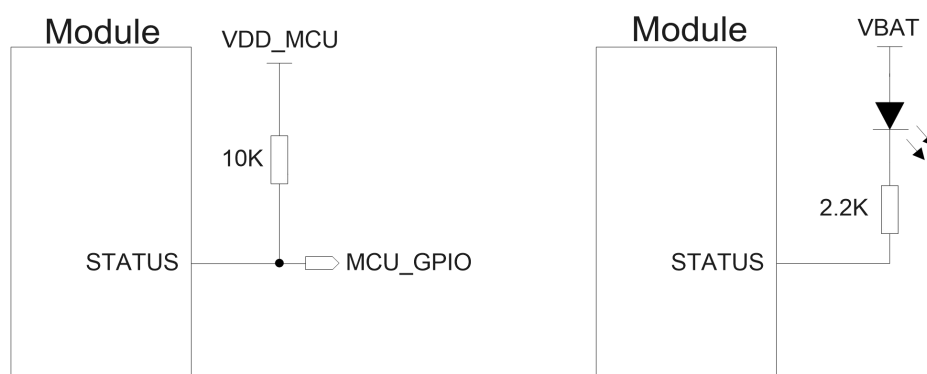 Module
VDD_MCU
10K
STATUS
MCU_GPIO
Module
VBAT
2.2K
STATUS